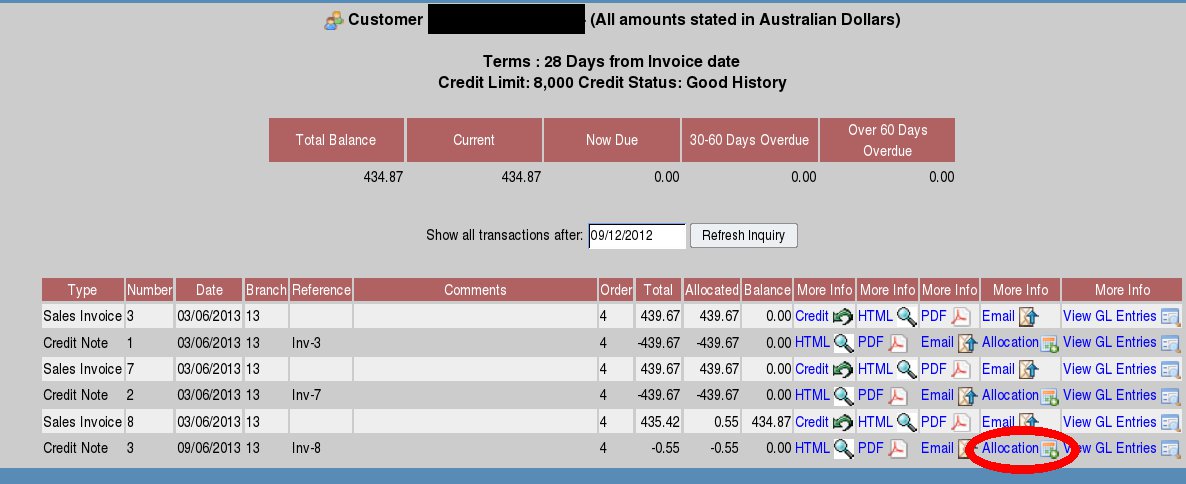 Customer (All amounts stated in Australian Dollars)
Terms : 28 Days from Invoice date
Credit Limit: 8,000 Credit Status: Good History
Total Balance Current Now Due 30-60 Days Overdue Over 60 Days Overdue
434.87 434.87 0.00 0.00 0.00
Show all transactions after: 09/12/2012 Refresh Inquiry
Type Number Date Branch Reference Comments Order Total Allocated Balance More Info More Info More Info More Info More Info
Sales Invoice 3 03/06/2013 13 4 439.67 439.67 0.00 Credit HTML PDF Email View GL Entries
Credit Note 1 03/06/2013 13 Inv-3 4 -439.67 -439.67 0.00 HTML PDF Email Allocation View GL Entries
Sales Invoice 7 03/06/2013 13 4 439.67 439.67 0.00 Credit HTML PDF Email View GL Entries
Credit Note 2 03/06/2013 13 Inv-7 4 -439.67 -439.67 0.00 HTML PDF Email Allocation View GL Entries
Sales Invoice 8 03/06/2013 13 4 435.42 0.55 434.87 Credit HTML PDF Email View GL Entries
Credit Note 3 09/06/2013 13 Inv-8 4 -0.55 -0.55 0.00 HTML PDF Email Allocation GL Entries